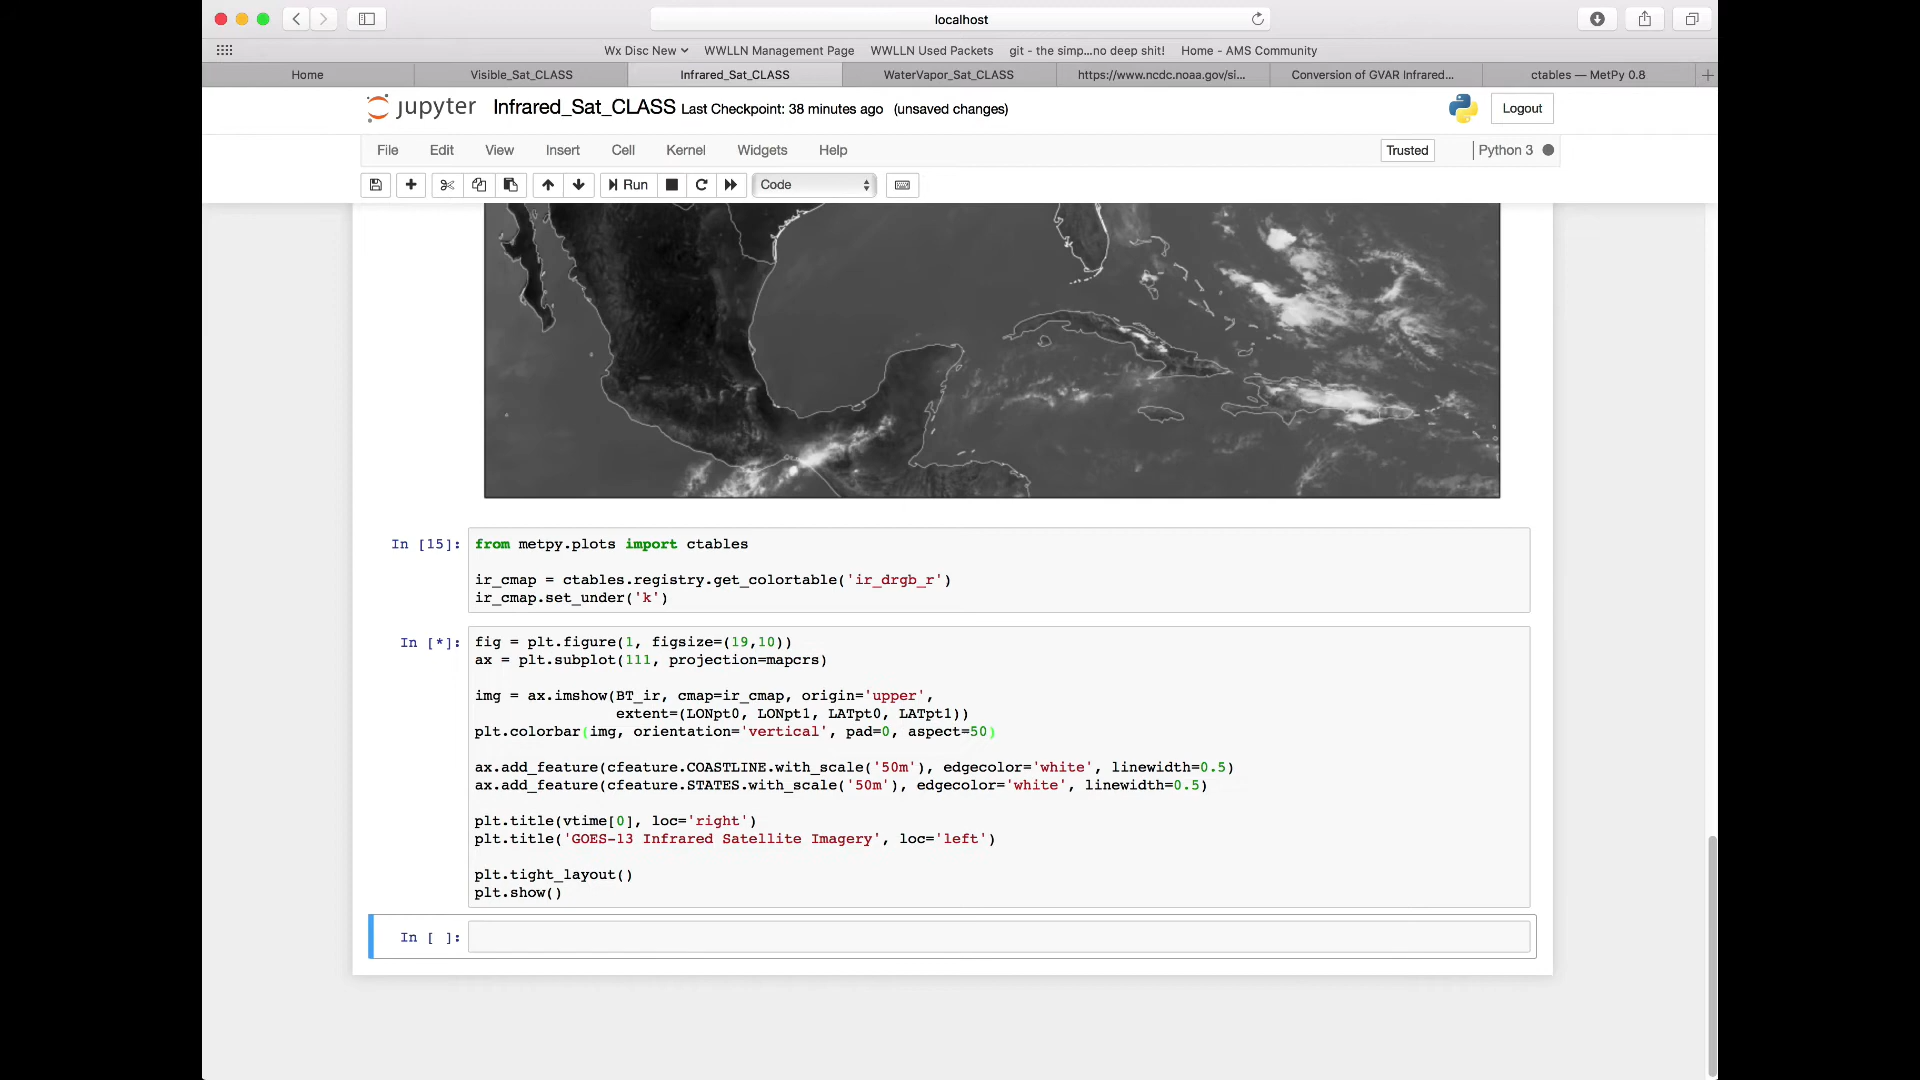 localhost
Wx Disc New WWLLN Management Page WWLLN Used Packets git - the simp...no deep shit! Home - AMS Community
Home Visible_Sat_CLASS Infrared_Sat_CLASS WaterVapor_Sat_CLASS https://www.ncdc.noaa.gov/si... Conversion of GVAR Infrared... ctables — MetPy 0.8
jupyter Infrared_Sat_CLASS Last Checkpoint: 38 minutes ago (unsaved changes) Logout
File Edit View Insert Cell Kernel Widgets Help Trusted Python 3
Run Code
In [15]: from metpy.plots import ctables
ir_cmap = ctables.registry.get_colortable('ir_drgb_r')
ir_cmap.set_under('k')
In [*]: fig = plt.figure(1, figsize=(19,10))
ax = plt.subplot(111, projection=mapcrs)
img = ax.imshow(BT_ir, cmap=ir_cmap, origin='upper',
extent=(LONpt0, LONpt1, LATpt0, LATpt1))
plt.colorbar(img, orientation='vertical', pad=0, aspect=50)
ax.add_feature(cfeature.COASTLINE.with_scale('50m'), edgecolor='white', linewidth=0.5)
ax.add_feature(cfeature.STATES.with_scale('50m'), edgecolor='white', linewidth=0.5)
plt.title(vtime[0], loc='right')
plt.title('GOES-13 Infrared Satellite Imagery', loc='left')
plt.tight_layout()
plt.show()
In [ ]: